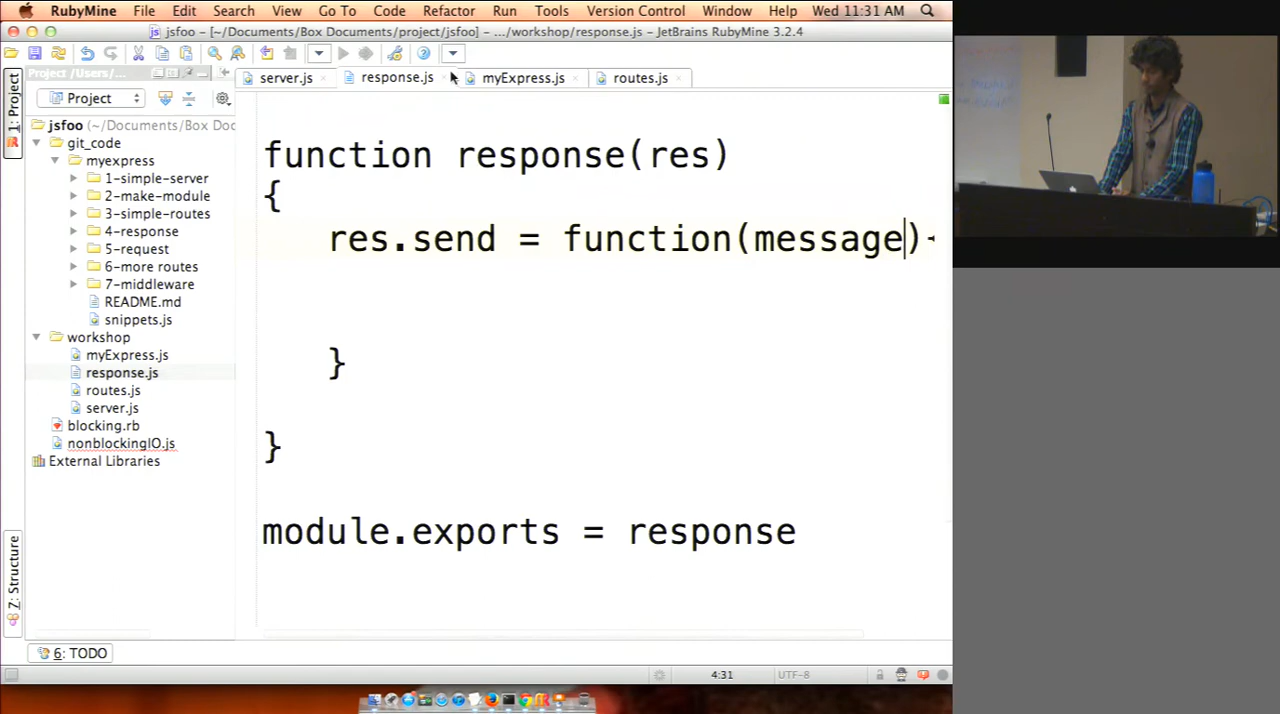 RubyMine File Edit Search View Go To Code Refactor Run Tools Version Control Window Help Wed 11:31 AM
jsfoo – [~/Documents/Box Documents/project/jsfoo] – .../workshop/response.js – JetBrains RubyMine 3.2.4
1: Project
Project /Users/...
server.js response.js myExpress.js routes.js
Project
jsfoo (~/Documents/Box Doc
git_code
myexpress
1-simple-server
2-make-module
3-simple-routes
4-response
5-request
6-more routes
7-middleware
README.md
snippets.js
workshop
myExpress.js
response.js
routes.js
server.js
blocking.rb
nonblockingIO.js
External Libraries
function response(res)
{
res.send = function(message)
}
}
module.exports = response
7: Structure
6: TODO
4:31 UTF-8